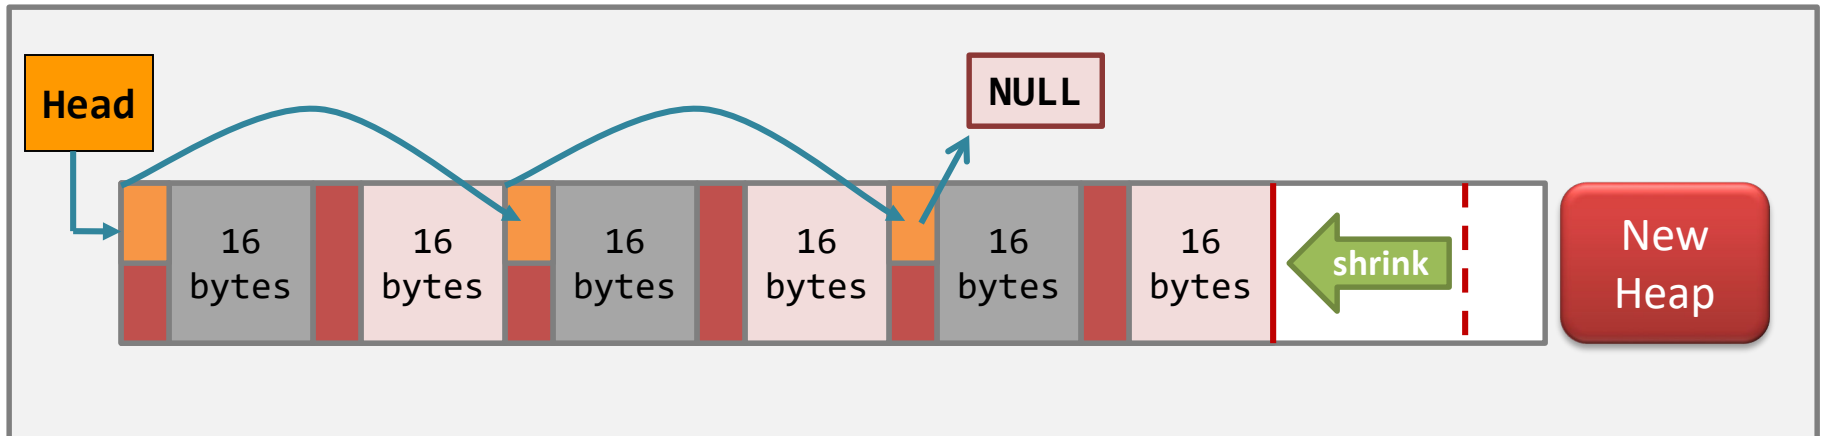 Head
NULL
16
bytes
16
bytes
16
bytes
16
bytes
16
bytes
16
bytes
shrink
New
Heap